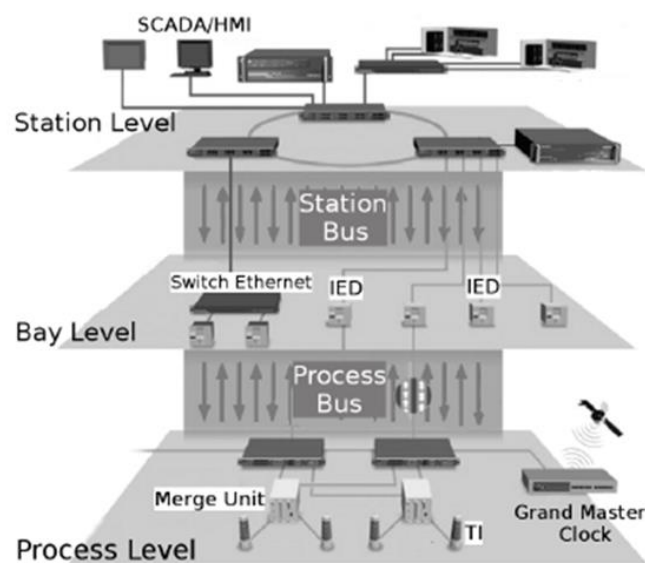 SCADA/HMI
Station Level
Station
Bus
Switch Ethernet
IED
IED
Bay Level
Process
Bus
Merge Unit
TI
Grand Master
Clock
Process Level